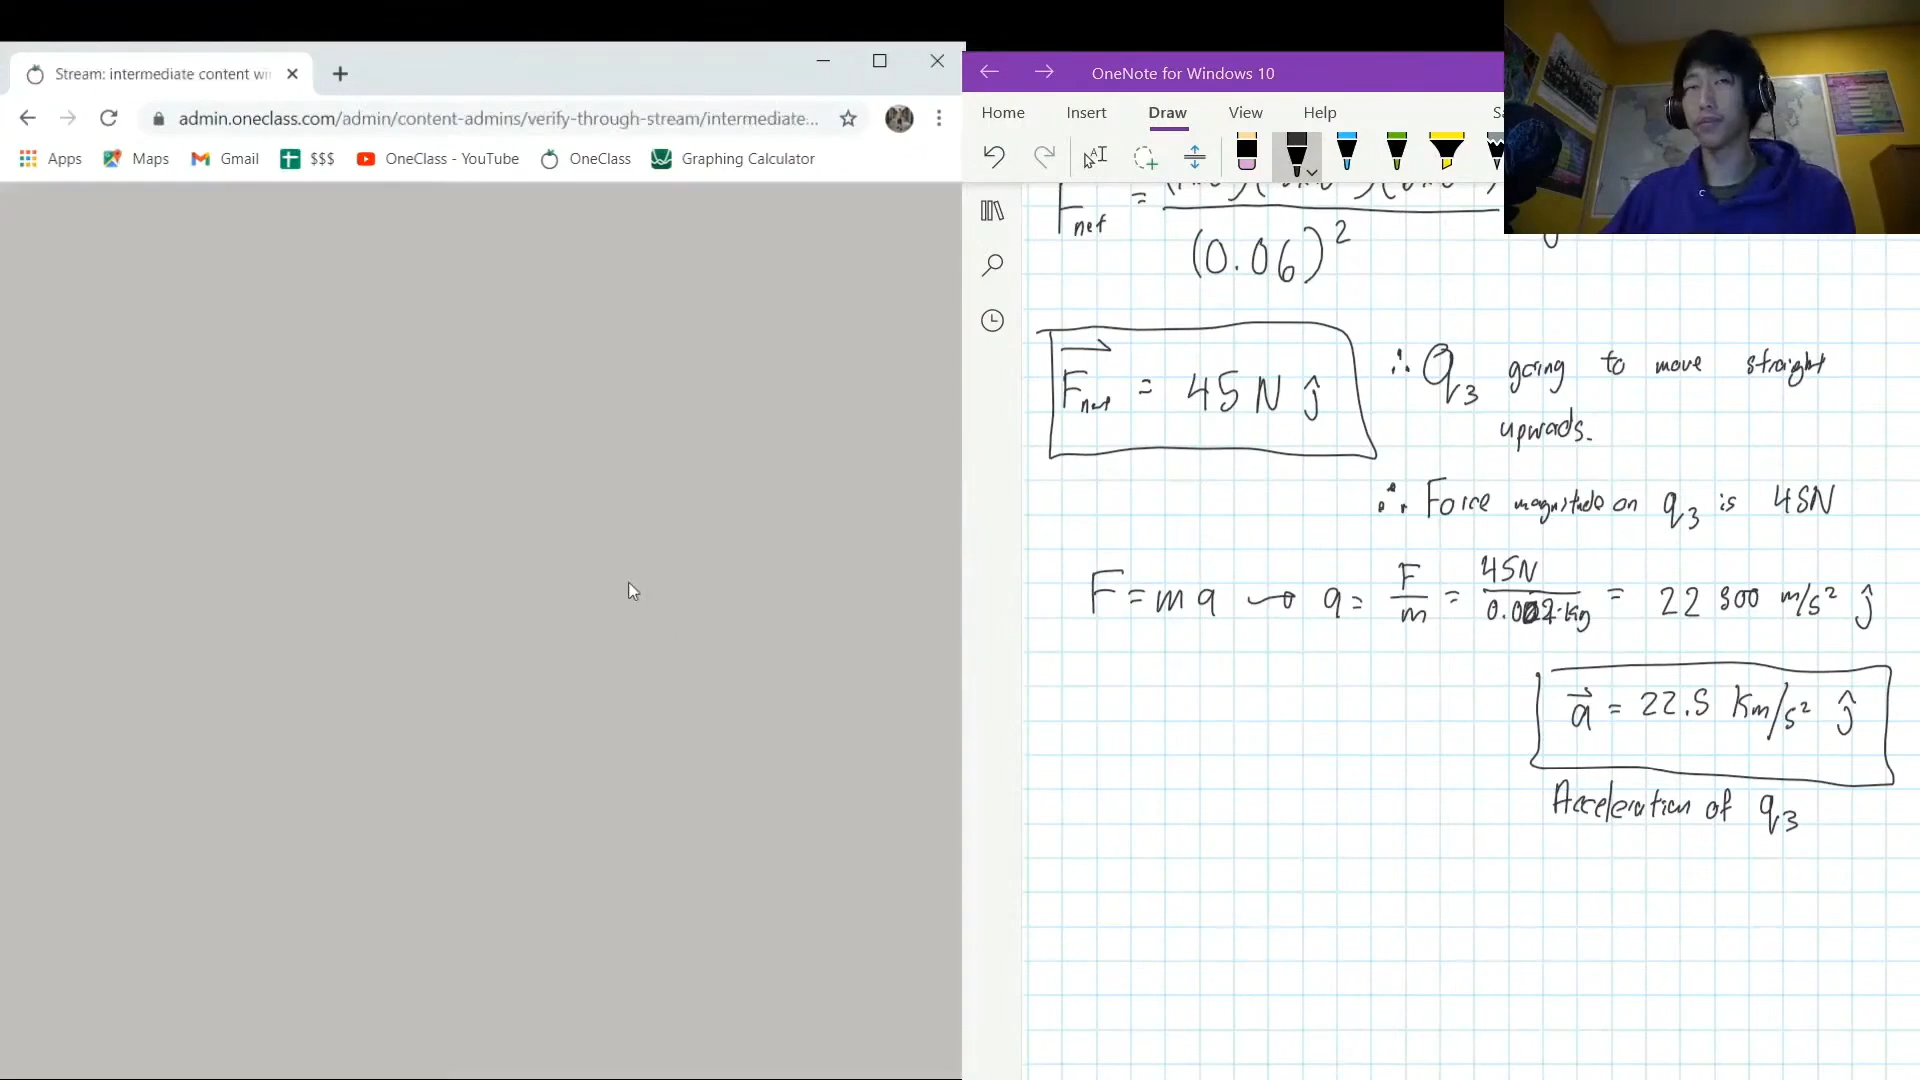 Stream: intermediate content wi
admin.oneclass.com/admin/content-admins/verify-through-stream/intermediate...
Apps Maps Gmail $$$ OneClass - YouTube OneClass Graphing Calculator
OneNote for Windows 10
Home Insert Draw View Help
F net =
(0.06)²
F net = 45 N ĵ
∴ q3 going to move straight
upwards.
∴ Force magnitude on q3 is 45N
F = ma → a = F/m = 45N/0.002 kg = 22 500 m/s² ĵ
a = 22.5 Km/s² ĵ
Acceleration of q3